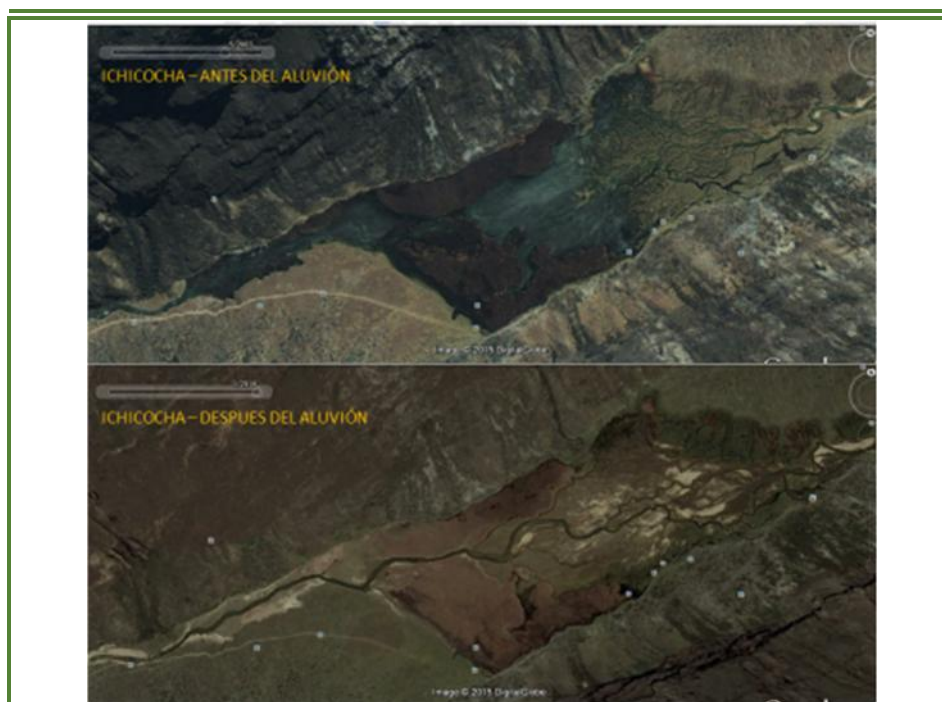 ICHICOCHA – ANTES DEL ALUVIÓN
Image © 2015 DigitalGlobe
ICHICOCHA – DESPUES DEL ALUVIÓN
Image © 2015 DigitalGlobe